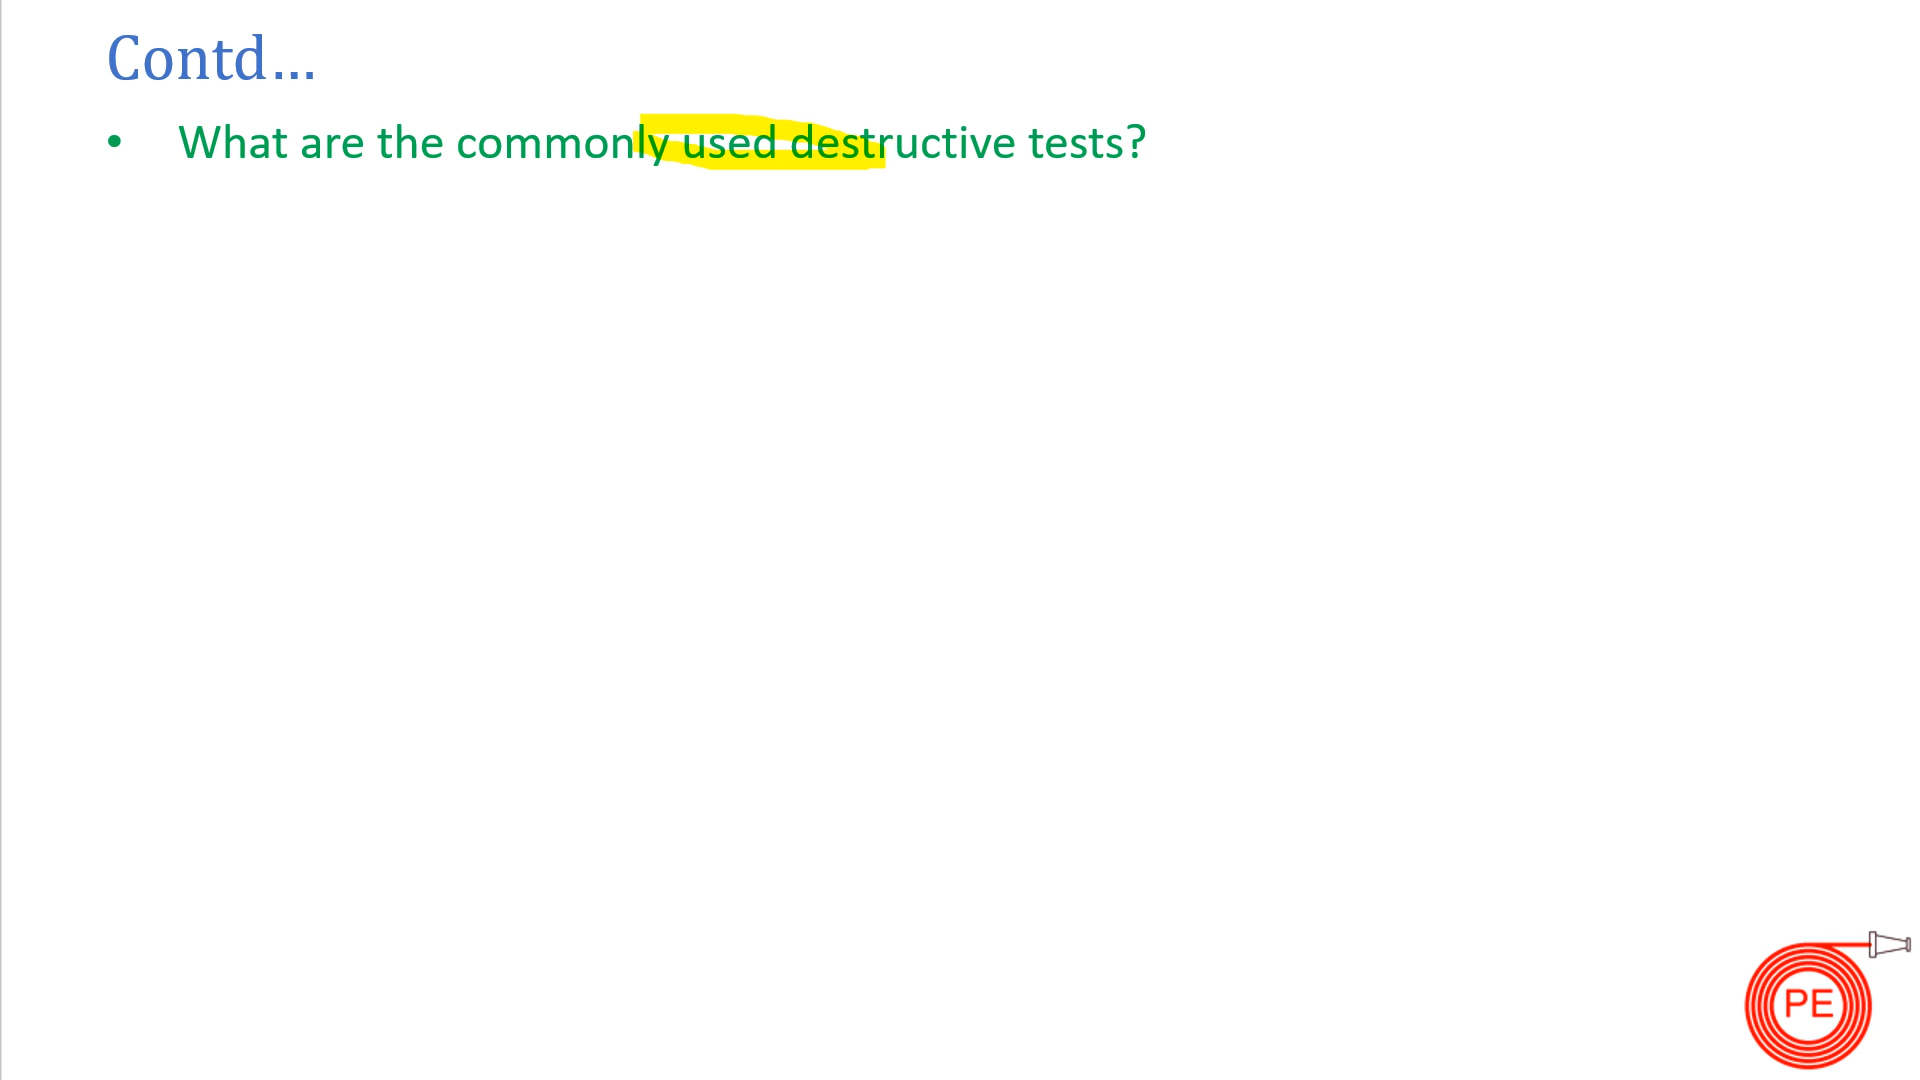 Contd...
• What are the commonly used destructive tests?
PE